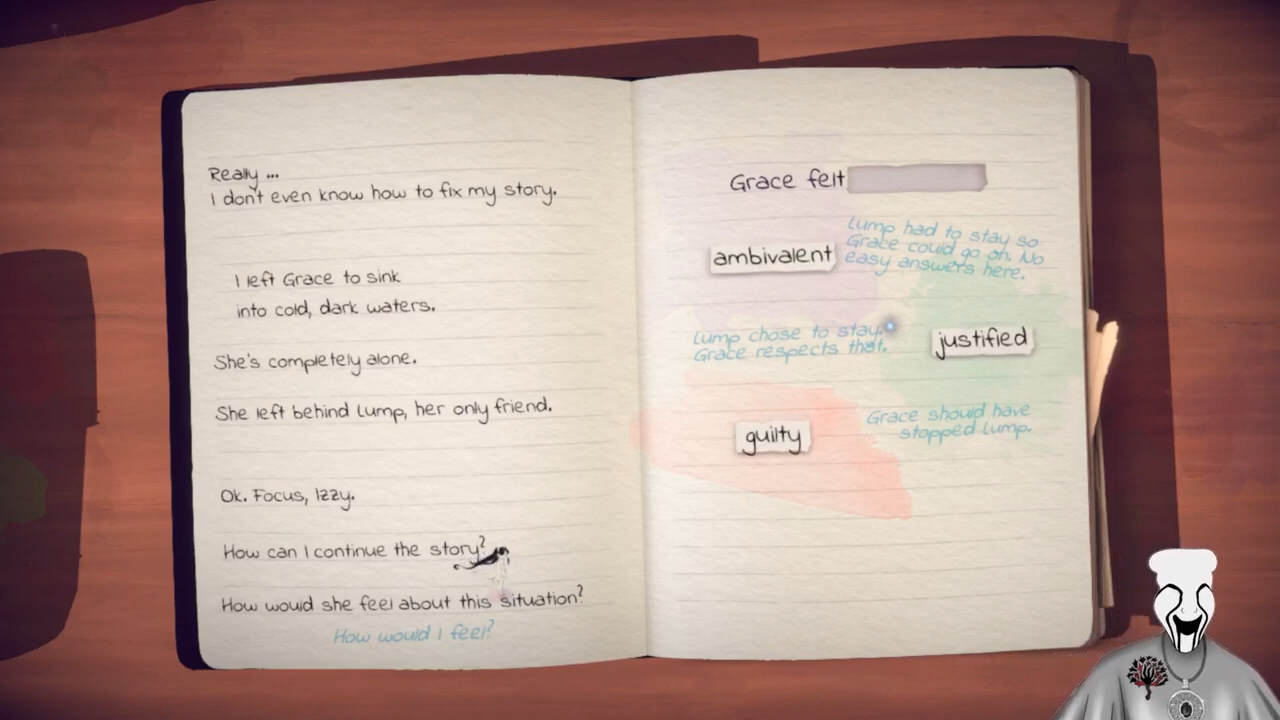 Really ...
I don't even know how to fix my story.
I left Grace to sink
into cold, dark waters.
She's completely alone.
She left behind Lump, her only friend.
Ok. Focus, Izzy.
How can I continue the story?
How would she feel about this situation?
How would I feel?
Grace felt
ambivalent
Lump had to stay so
Grace could go on. No
easy answers here.
Lump chose to stay.
Grace respects that.
justified
guilty
Grace should have
stopped Lump.